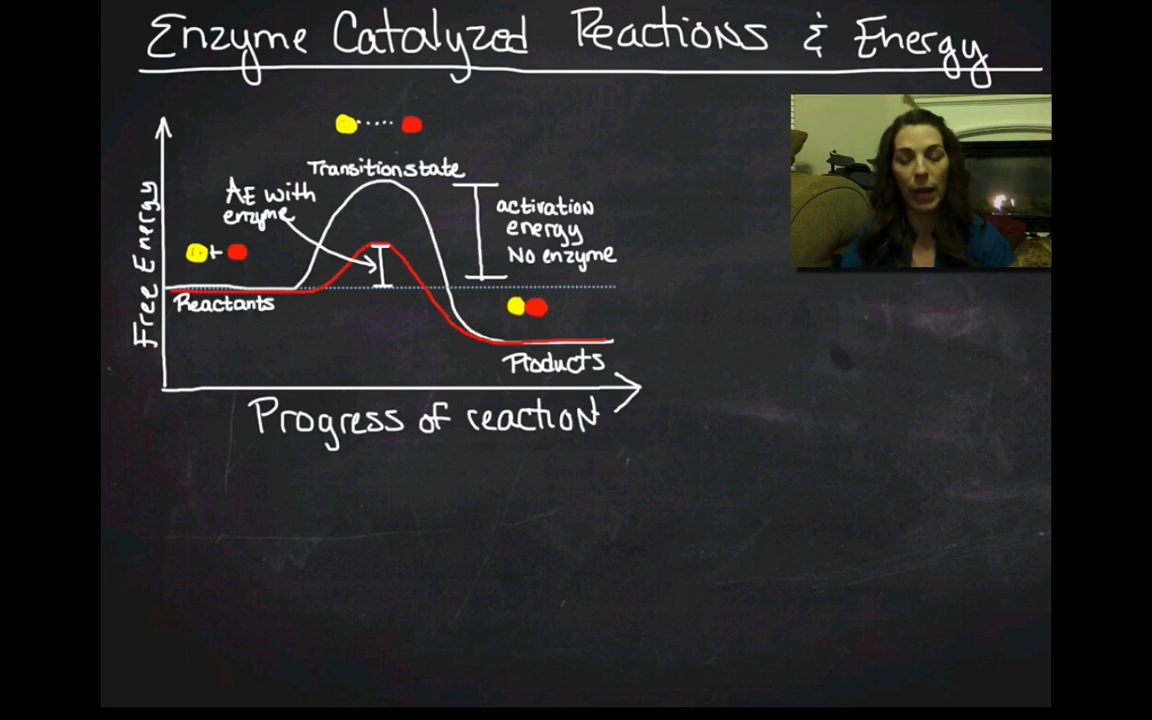 Enzyme Catalyzed Reactions & Energy
Transition state
AE with
enzyme
activation
energy
No enzyme
+
Reactants
Free Energy
Products
Progress of reaction